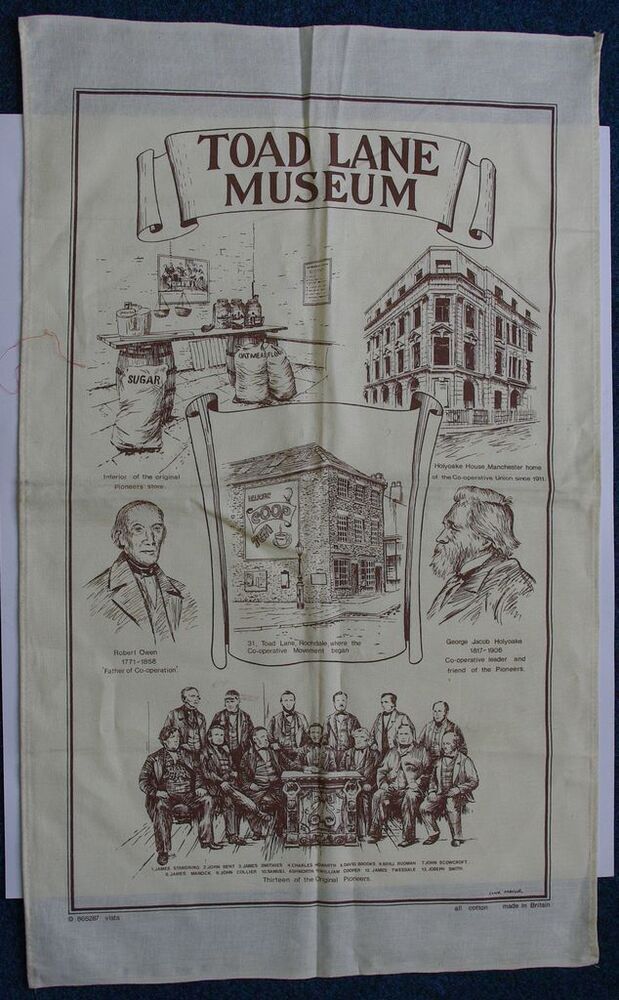 TOAD LANE
MUSEUM
SUGAR
OATMEAL
FLOUR
Interior of the original
Pioneers' store.
Holyoake House, Manchester home
of the Co-operative Union since 1911.
DELICIOUS
COOP
TEA
Robert Owen
1771-1858
'Father of Co-operation'.
31, Toad Lane, Rochdale, where the
Co-operative Movement began
George Jacob Holyoake
1817-1906
Co-operative leader and
friend of the Pioneers.
1. JAMES STANDRING 2. JOHN BENT 3. JAMES SMITHIES 4. CHARLES HOWARTH 5. DAVID BROOKS 6. BENJ. RUDMAN 7. JOHN SCOWCROFT
8. JAMES MANOCK 9. JOHN COLLIER 10. SAMUEL ASHWORTH 11. WILLIAM COOPER 12. JAMES TWEEDALE 13. JOSEPH SMITH
Thirteen of the Original Pioneers.
all cotton made in Britain
© 865287 vista